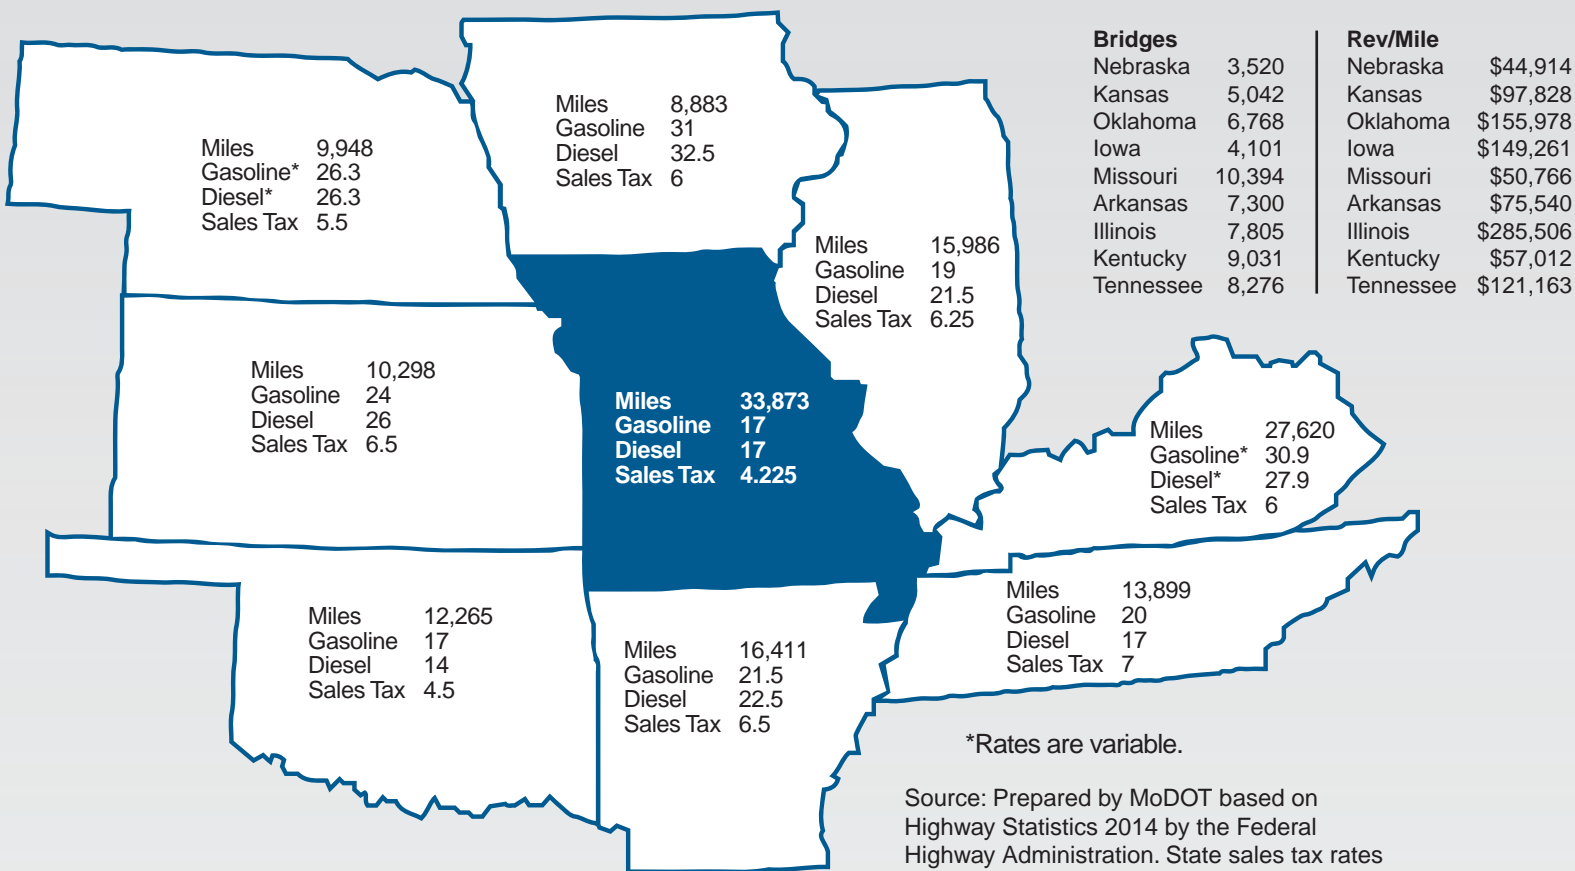 Bridges
Nebraska 3,520
Kansas 5,042
Oklahoma 6,768
Iowa 4,101
Missouri 10,394
Arkansas 7,300
Illinois 7,805
Kentucky 9,031
Tennessee 8,276
Rev/Mile
Nebraska $44,914
Kansas $97,828
Oklahoma $155,978
Iowa $149,261
Missouri $50,766
Arkansas $75,540
Illinois $285,506
Kentucky $57,012
Tennessee $121,163
Miles 9,948
Gasoline* 26.3
Diesel* 26.3
Sales Tax 5.5
Miles 8,883
Gasoline 31
Diesel 32.5
Sales Tax 6
Miles 15,986
Gasoline 19
Diesel 21.5
Sales Tax 6.25
Miles 10,298
Gasoline 24
Diesel 26
Sales Tax 6.5
Miles 33,873
Gasoline 17
Diesel 17
Sales Tax 4.225
Miles 27,620
Gasoline* 30.9
Diesel* 27.9
Sales Tax 6
Miles 12,265
Gasoline 17
Diesel 14
Sales Tax 4.5
Miles 16,411
Gasoline 21.5
Diesel 22.5
Sales Tax 6.5
Miles 13,899
Gasoline 20
Diesel 17
Sales Tax 7
*Rates are variable.
Source: Prepared by MoDOT based on
Highway Statistics 2014 by the Federal
Highway Administration. State sales tax rates